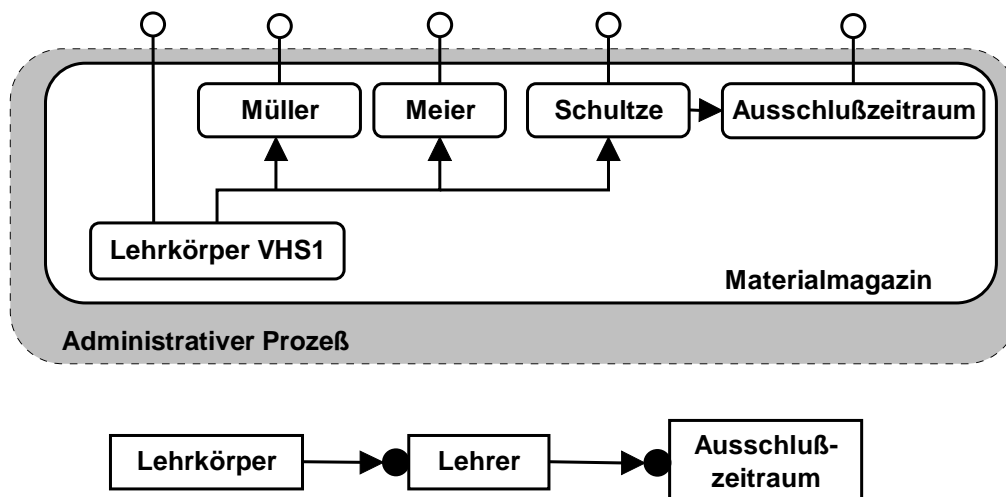 Müller
Meier
Schultze
Ausschlußzeitraum
Lehrkörper VHS1
Materialmagazin
Administrativer Prozeß
Lehrkörper
Lehrer
Ausschluß-
zeitraum